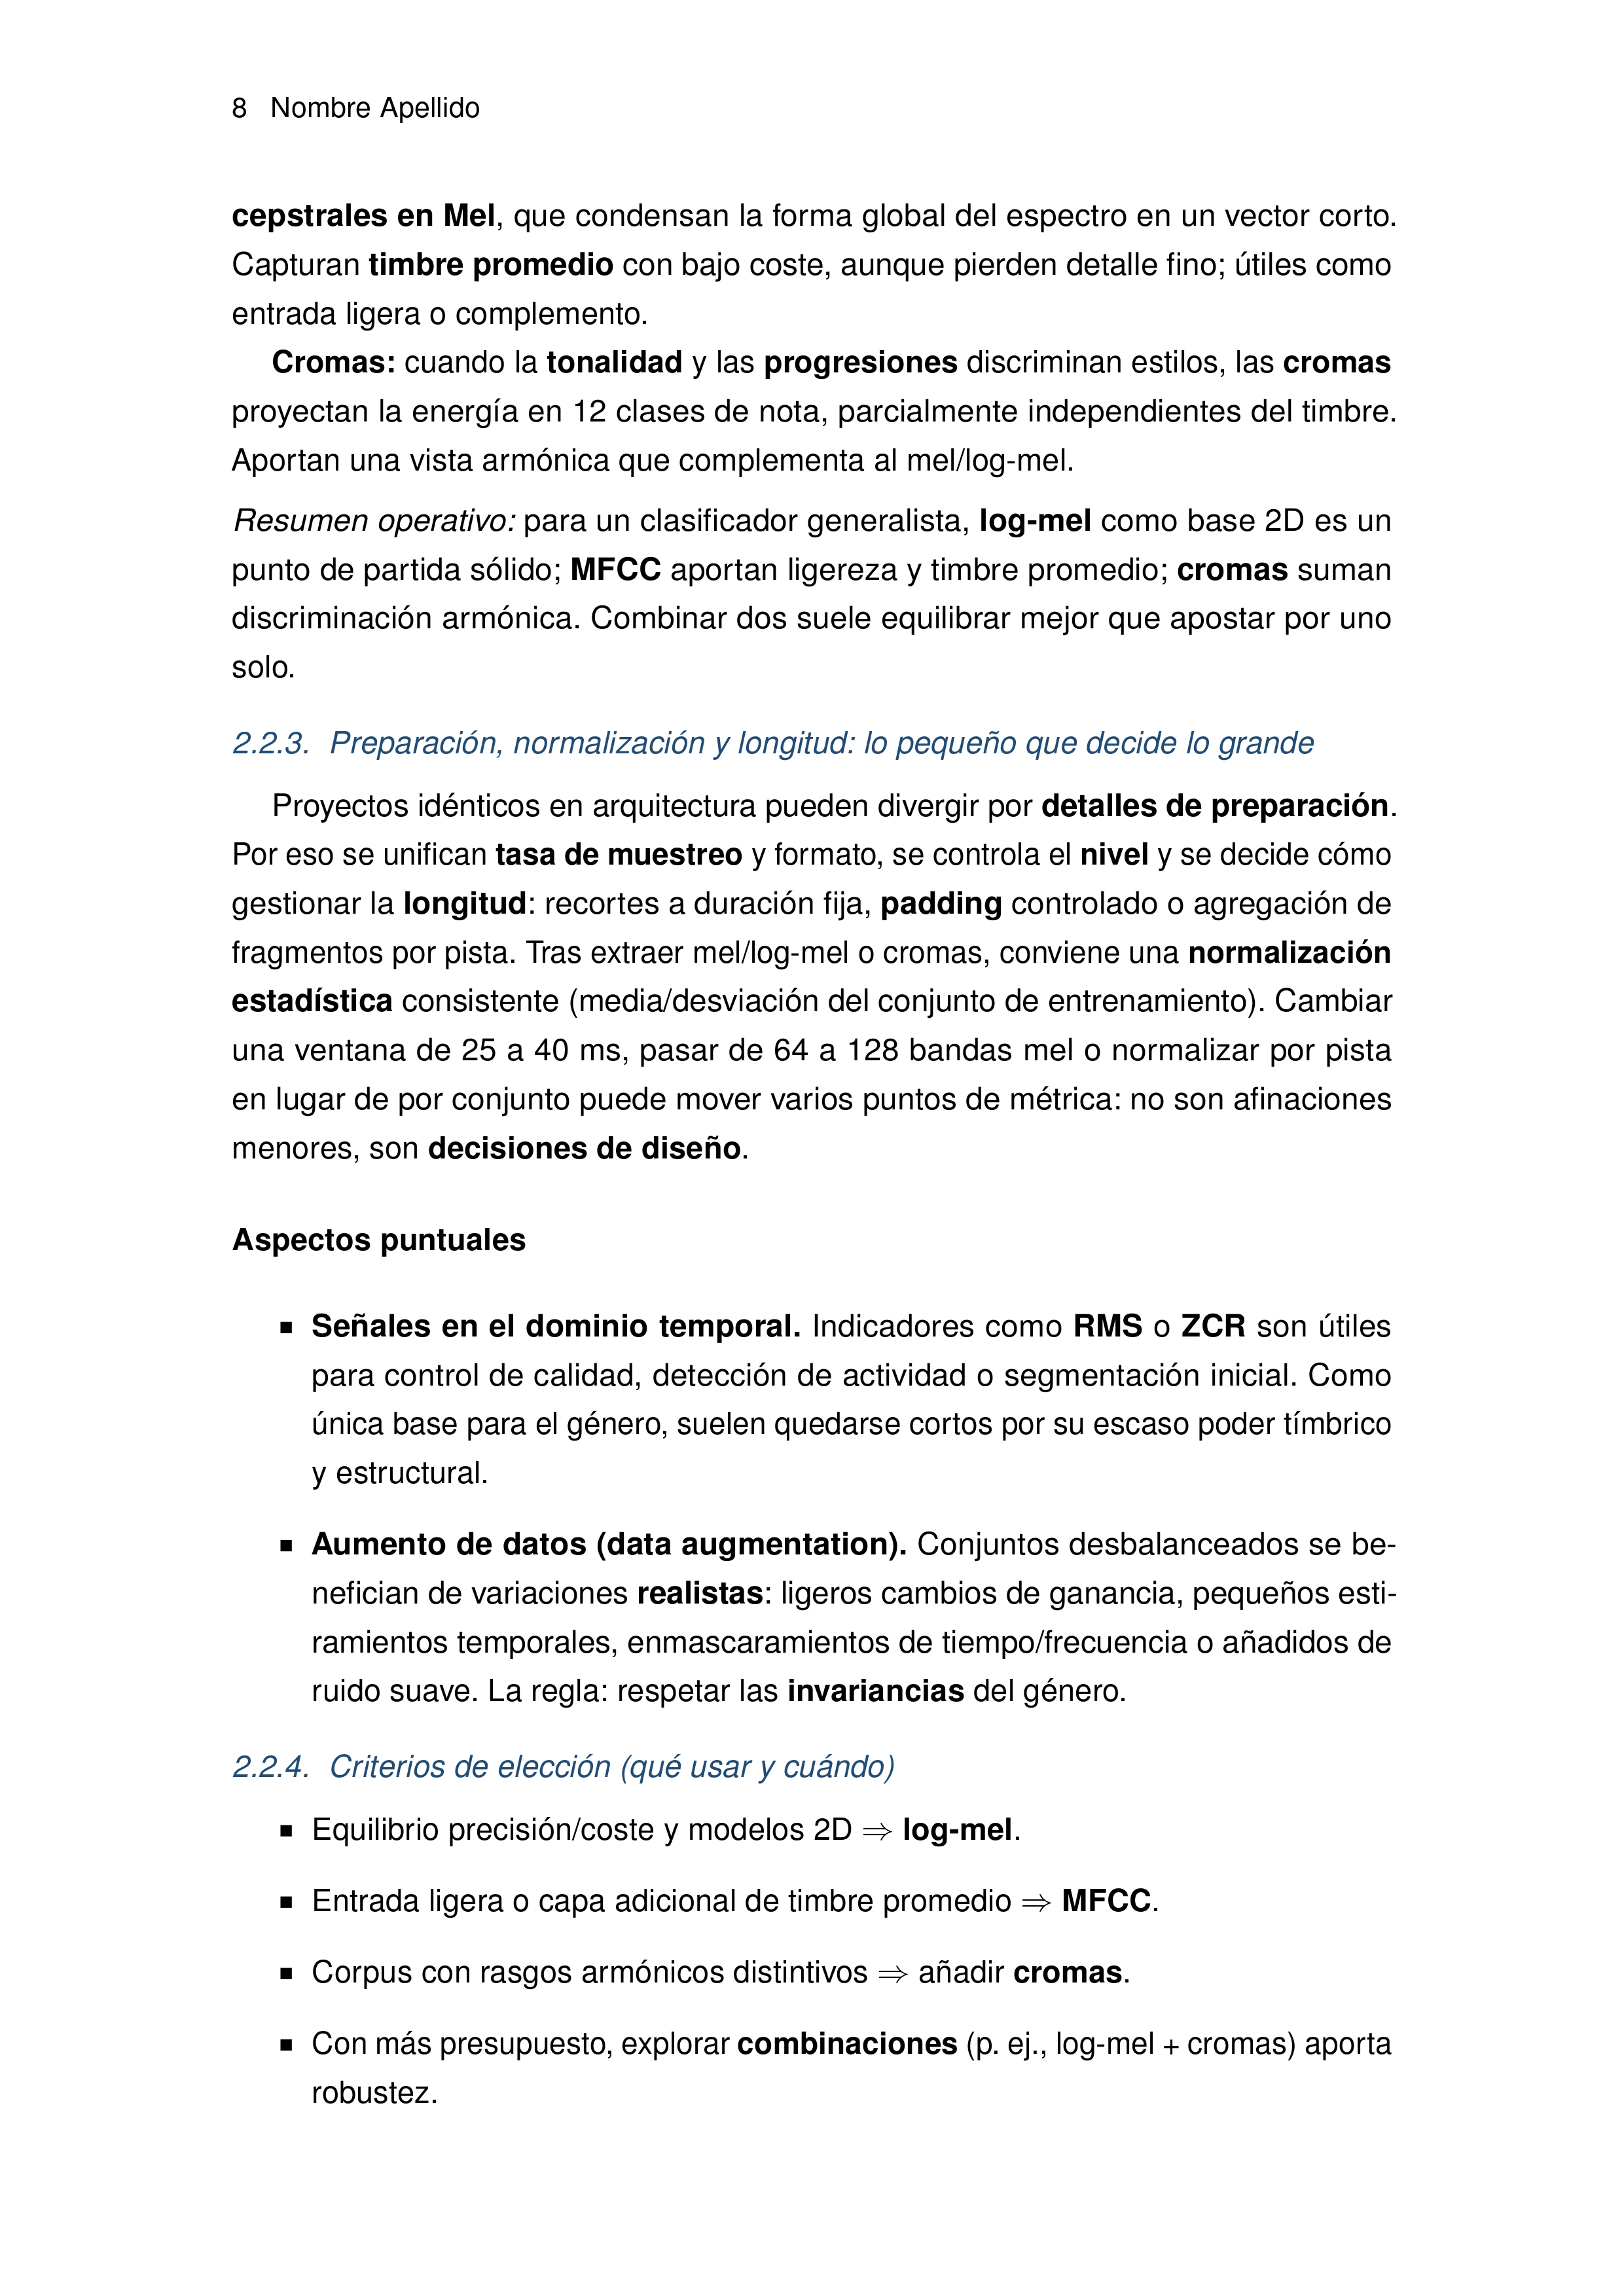 8 Nombre Apellido
cepstrales en Mel, que condensan la forma global del espectro en un vector corto.
Capturan timbre promedio con bajo coste, aunque pierden detalle fino; útiles como
entrada ligera o complemento.
Cromas: cuando la tonalidad y las progresiones discriminan estilos, las cromas
proyectan la energía en 12 clases de nota, parcialmente independientes del timbre.
Aportan una vista armónica que complementa al mel/log-mel.
Resumen operativo: para un clasificador generalista, log-mel como base 2D es un
punto de partida sólido; MFCC aportan ligereza y timbre promedio; cromas suman
discriminación armónica. Combinar dos suele equilibrar mejor que apostar por uno
solo.
2.2.3. Preparación, normalización y longitud: lo pequeño que decide lo grande
Proyectos idénticos en arquitectura pueden divergir por detalles de preparación.
Por eso se unifican tasa de muestreo y formato, se controla el nivel y se decide cómo
gestionar la longitud: recortes a duración fija, padding controlado o agregación de
fragmentos por pista. Tras extraer mel/log-mel o cromas, conviene una normalización
estadística consistente (media/desviación del conjunto de entrenamiento). Cambiar
una ventana de 25 a 40 ms, pasar de 64 a 128 bandas mel o normalizar por pista
en lugar de por conjunto puede mover varios puntos de métrica: no son afinaciones
menores, son decisiones de diseño.
Aspectos puntuales
▪ Señales en el dominio temporal. Indicadores como RMS o ZCR son útiles
para control de calidad, detección de actividad o segmentación inicial. Como
única base para el género, suelen quedarse cortos por su escaso poder tímbrico
y estructural.
▪ Aumento de datos (data augmentation). Conjuntos desbalanceados se be-
nefician de variaciones realistas: ligeros cambios de ganancia, pequeños esti-
ramientos temporales, enmascaramientos de tiempo/frecuencia o añadidos de
ruido suave. La regla: respetar las invariancias del género.
2.2.4. Criterios de elección (qué usar y cuándo)
▪ Equilibrio precisión/coste y modelos 2D ⇒ log-mel.
▪ Entrada ligera o capa adicional de timbre promedio ⇒ MFCC.
▪ Corpus con rasgos armónicos distintivos ⇒ añadir cromas.
▪ Con más presupuesto, explorar combinaciones (p. ej., log-mel + cromas) aporta
robustez.